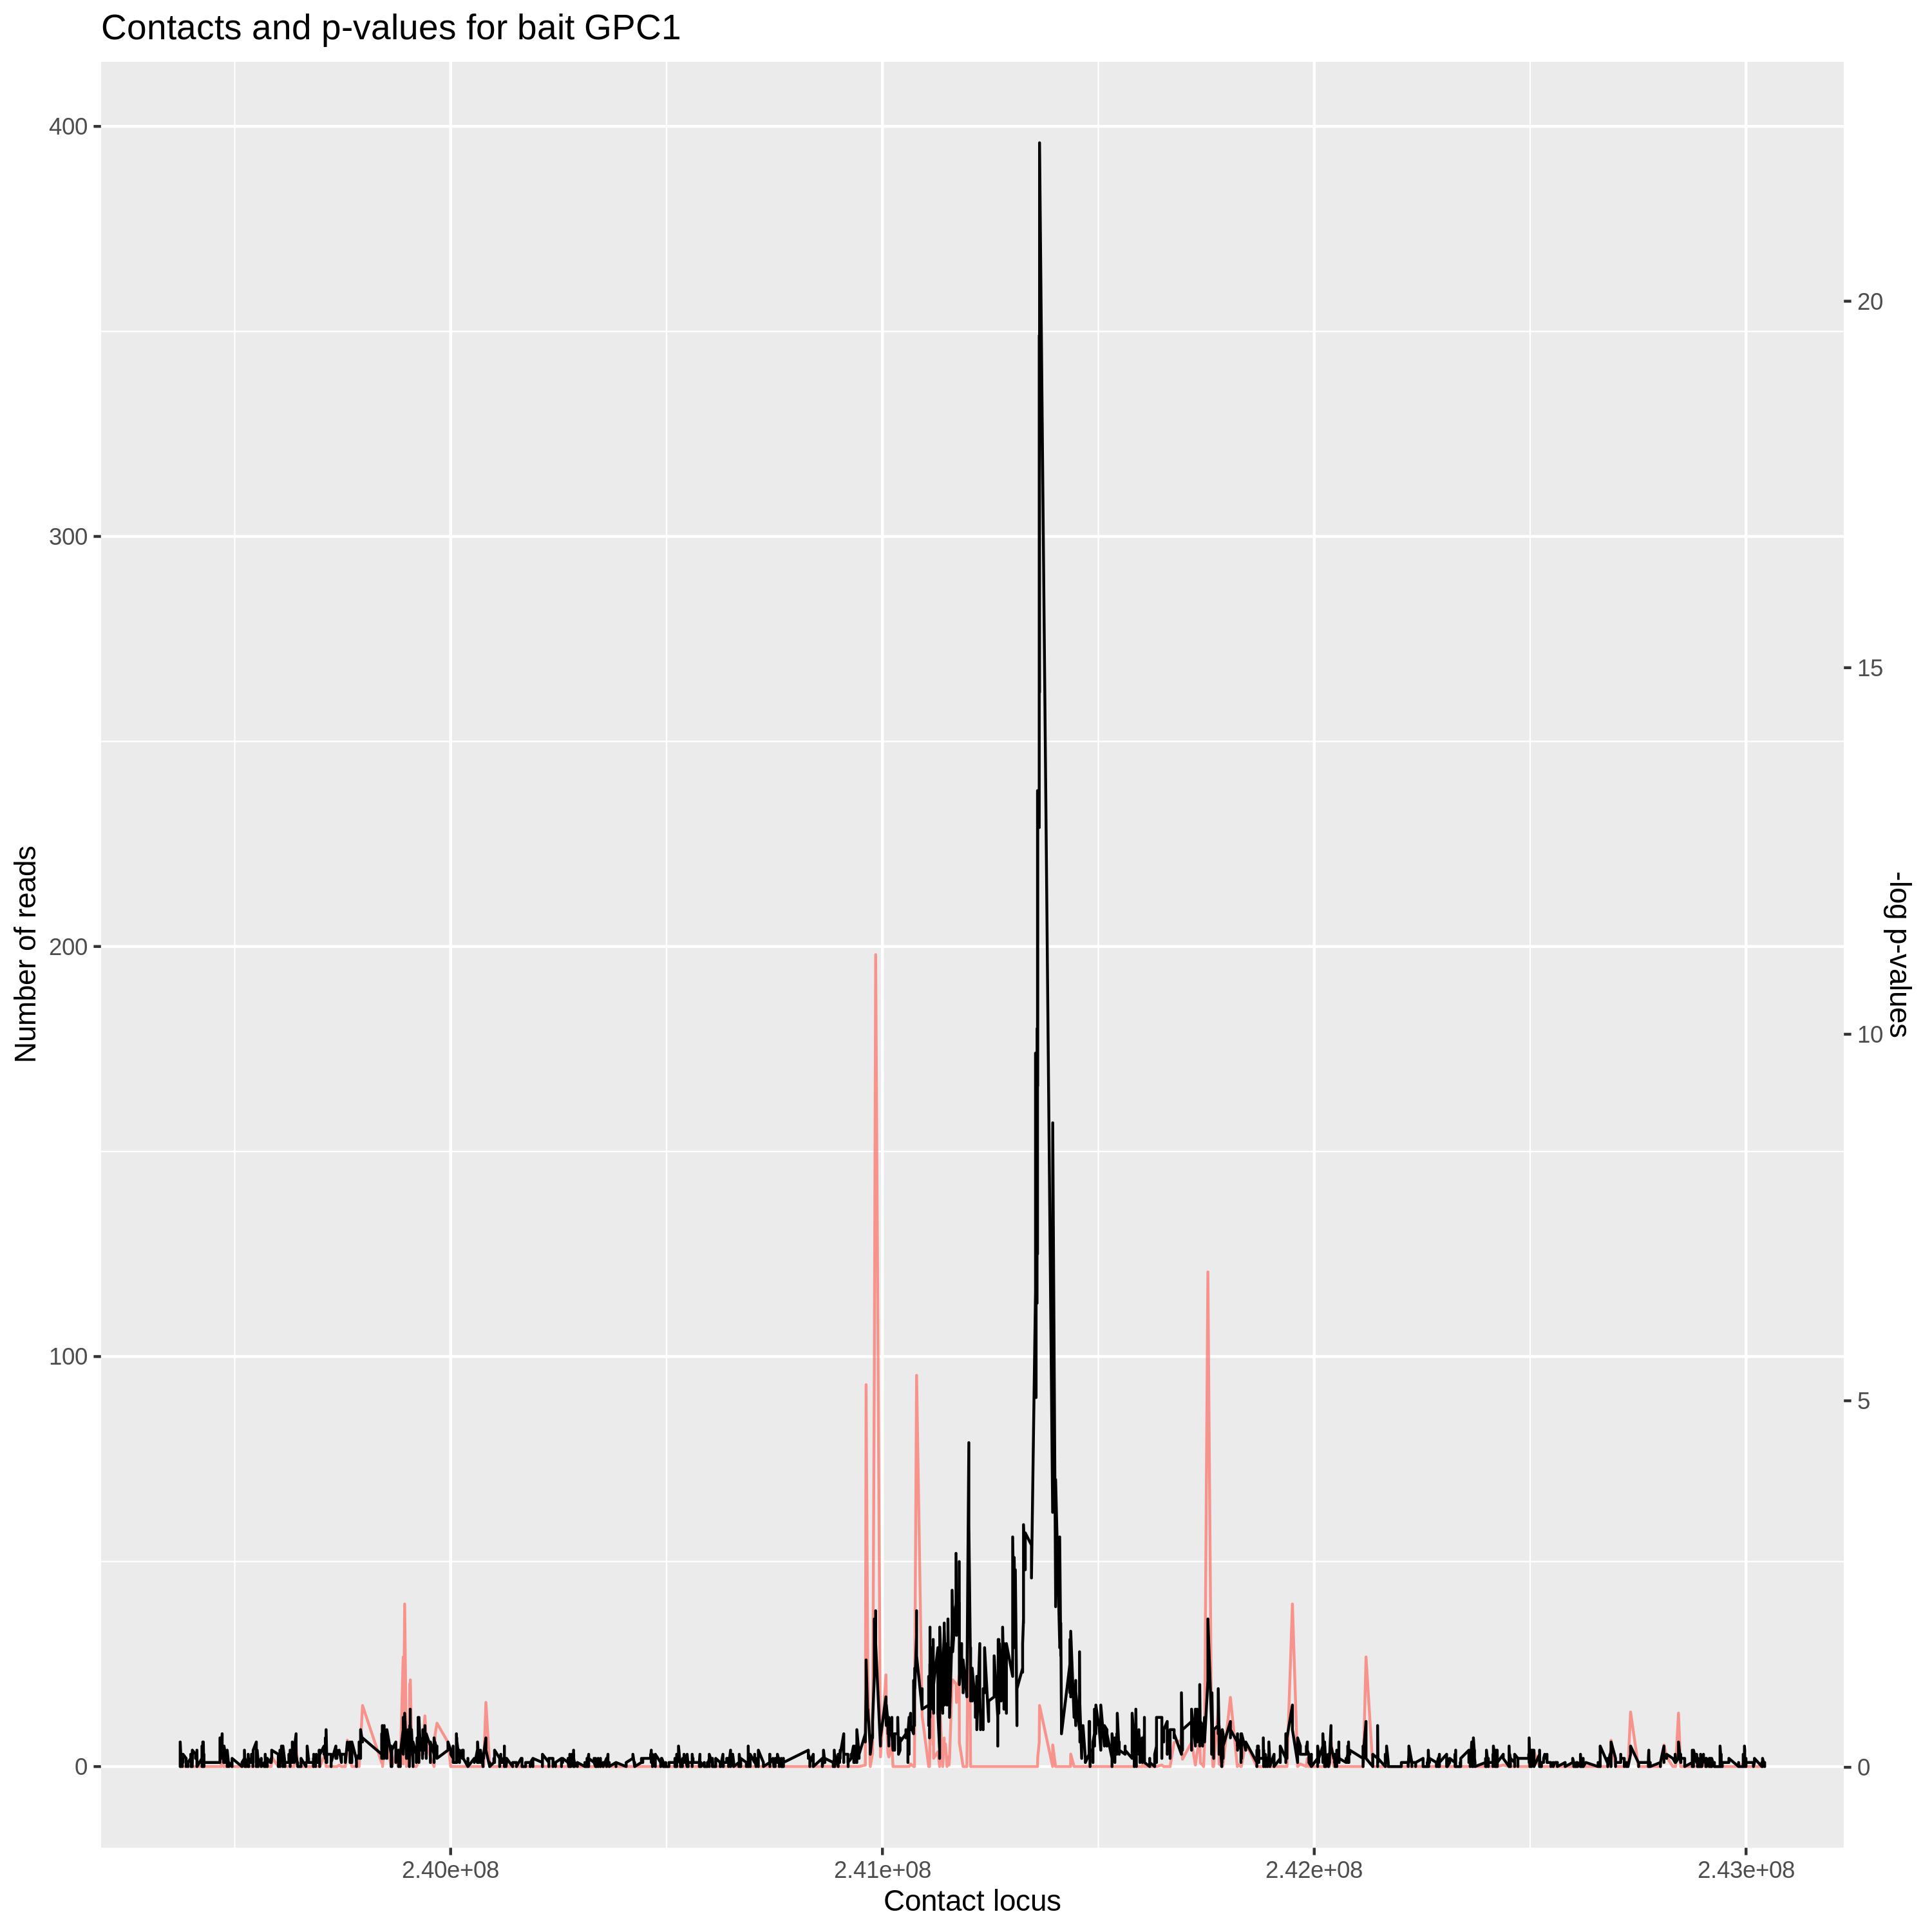 Contacts and p-values for bait GPC1
400
300
200
100
0
Number of reads
20
15
10
5
0
-log p-values
2.40e+08
2.41e+08
2.42e+08
2.43e+08
Contact locus